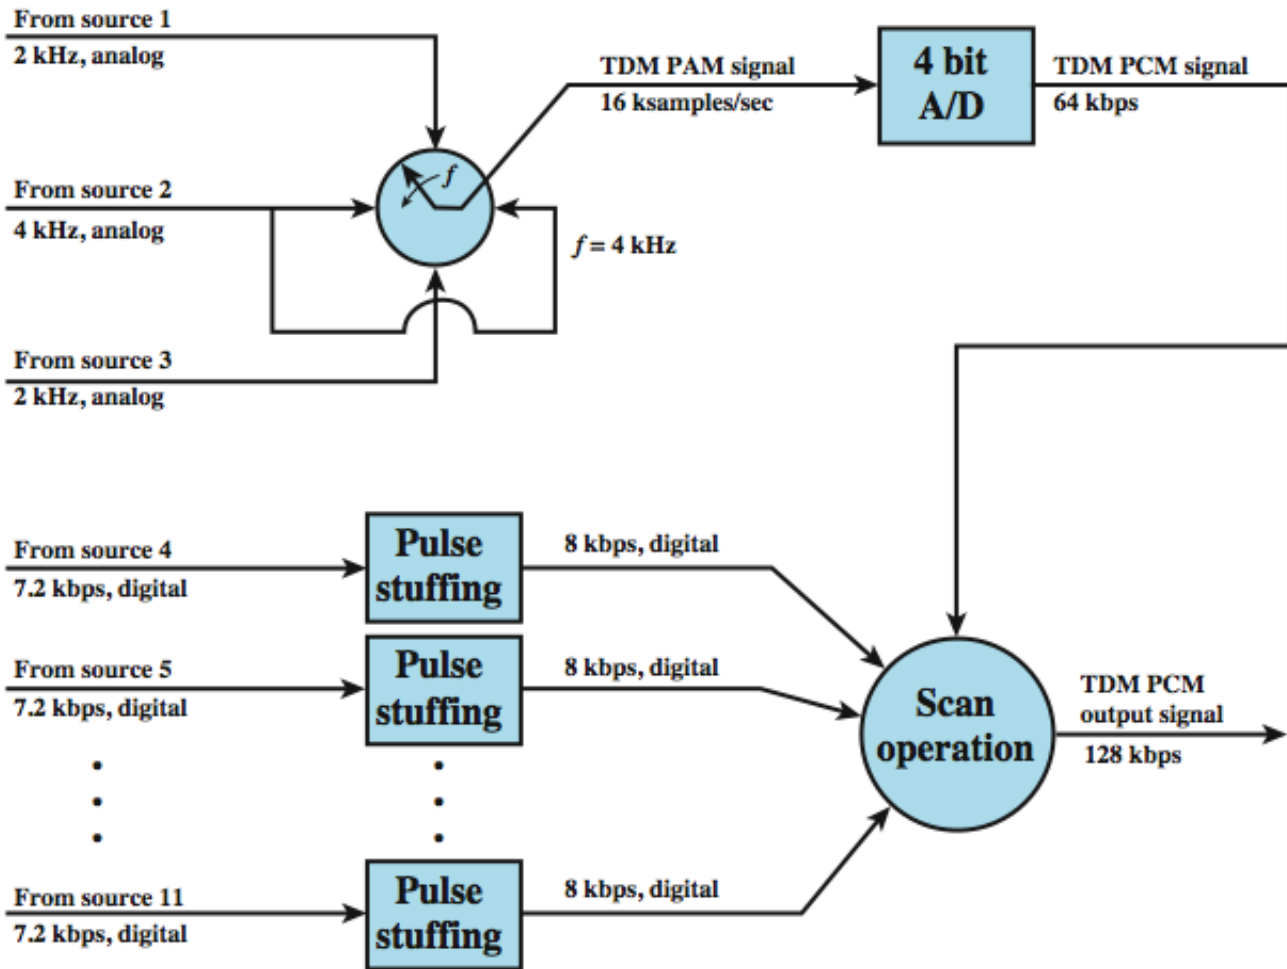 From source 1
2 kHz, analog
TDM PAM signal
16 ksamples/sec
4 bit
A/D
TDM PCM signal
64 kbps
f
From source 2
4 kHz, analog
f = 4 kHz
From source 3
2 kHz, analog
From source 4
7.2 kbps, digital
Pulse
stuffing
8 kbps, digital
From source 5
7.2 kbps, digital
Pulse
stuffing
8 kbps, digital
Scan
operation
TDM PCM
output signal
128 kbps
From source 11
7.2 kbps, digital
Pulse
stuffing
8 kbps, digital